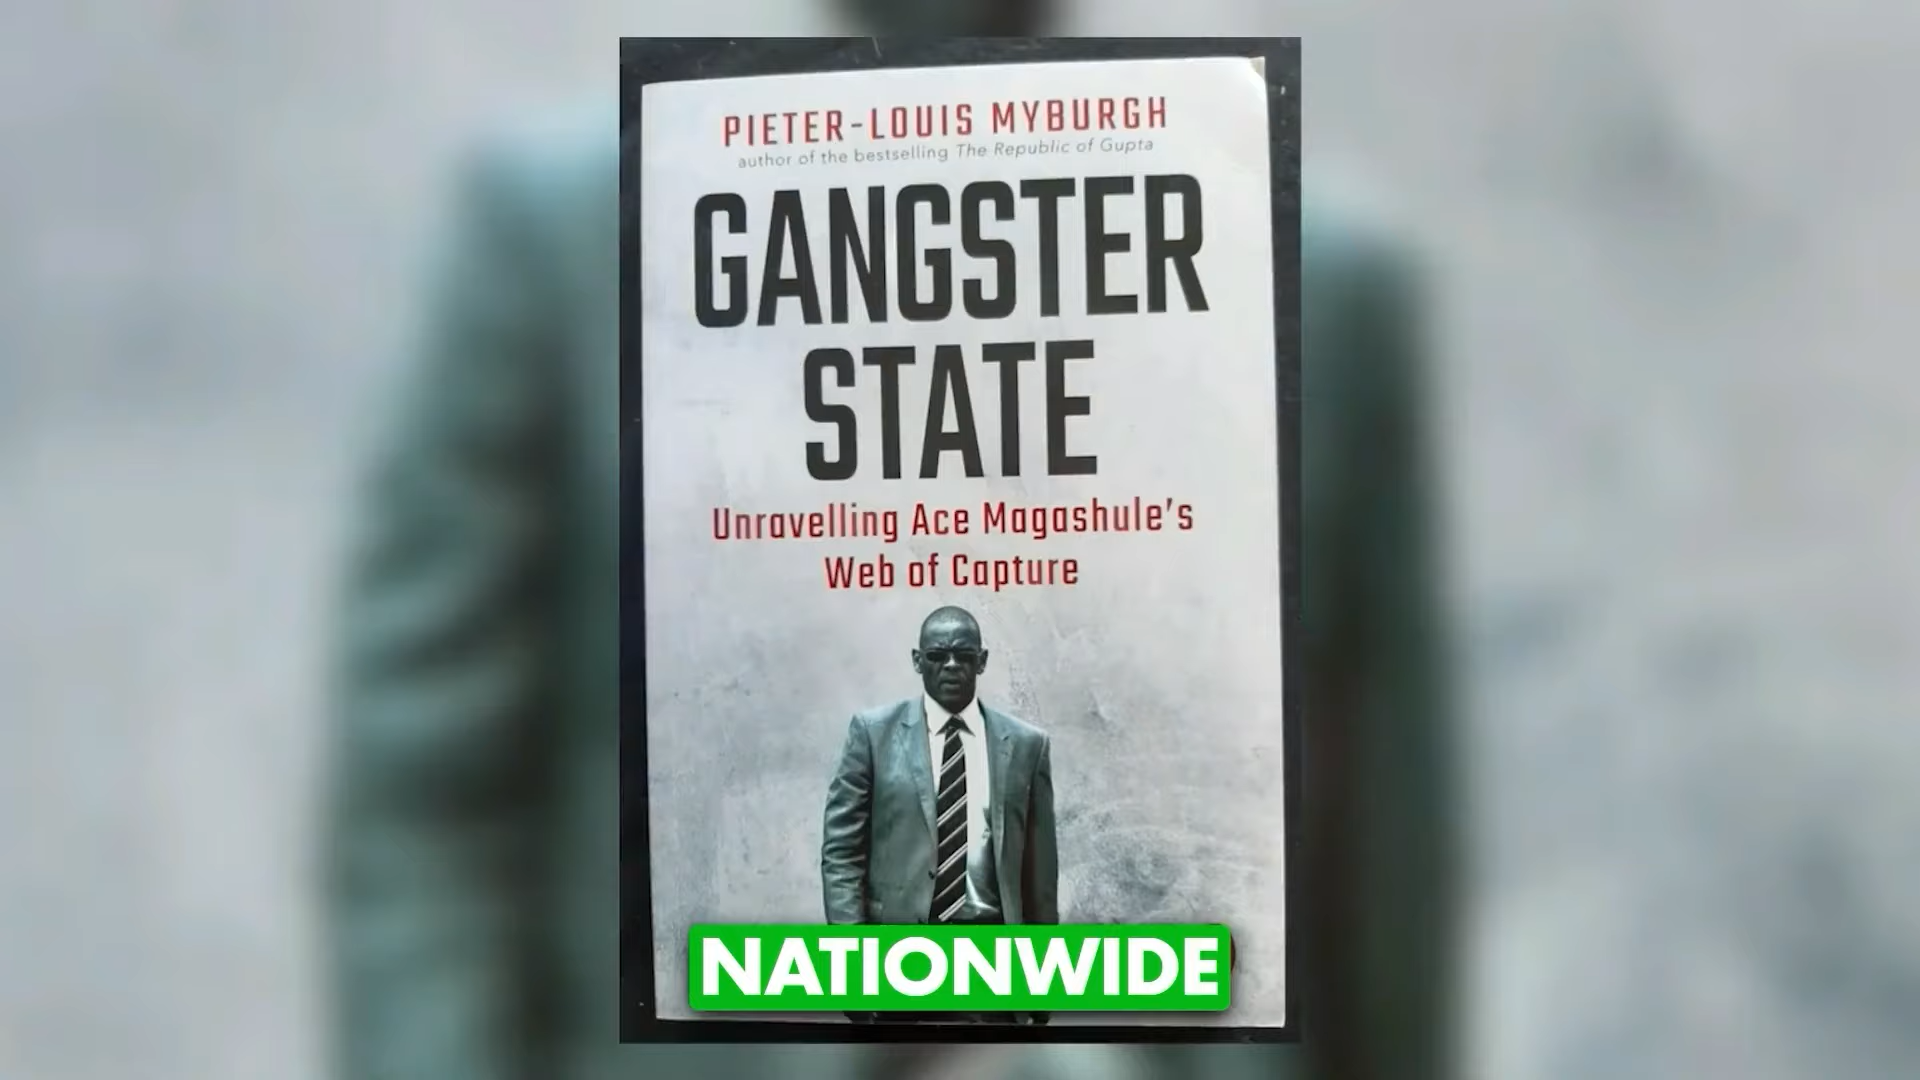 PIETER-LOUIS MYBURGH
author of the bestselling The Republic of Gupta
GANGSTER
STATE
Unravelling Ace Magashule's
Web of Capture
NATIONWIDE